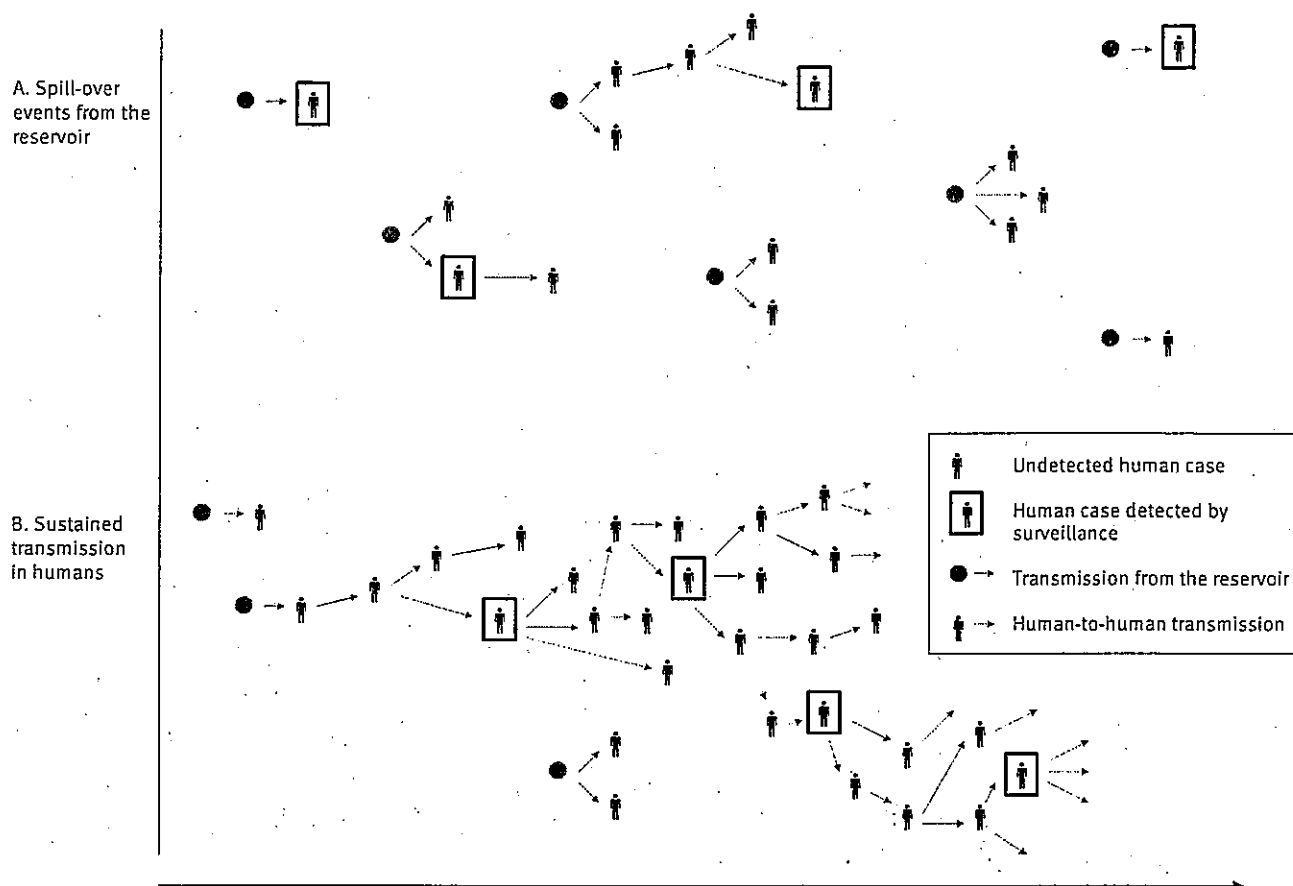 A. Spill-over
events from the
reservoir
B. Sustained
transmission
in humans
Undetected human case
Human case detected by
surveillance
Transmission from the reservoir
Human-to-human transmission